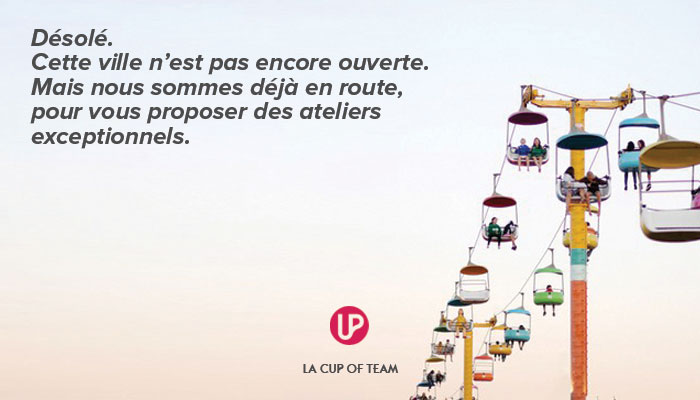 Désolé.
Cette ville n'est pas encore ouverte.
Mais nous sommes déjà en route,
pour vous proposer des ateliers
exceptionnels.
UP
LA CUP OF TEAM